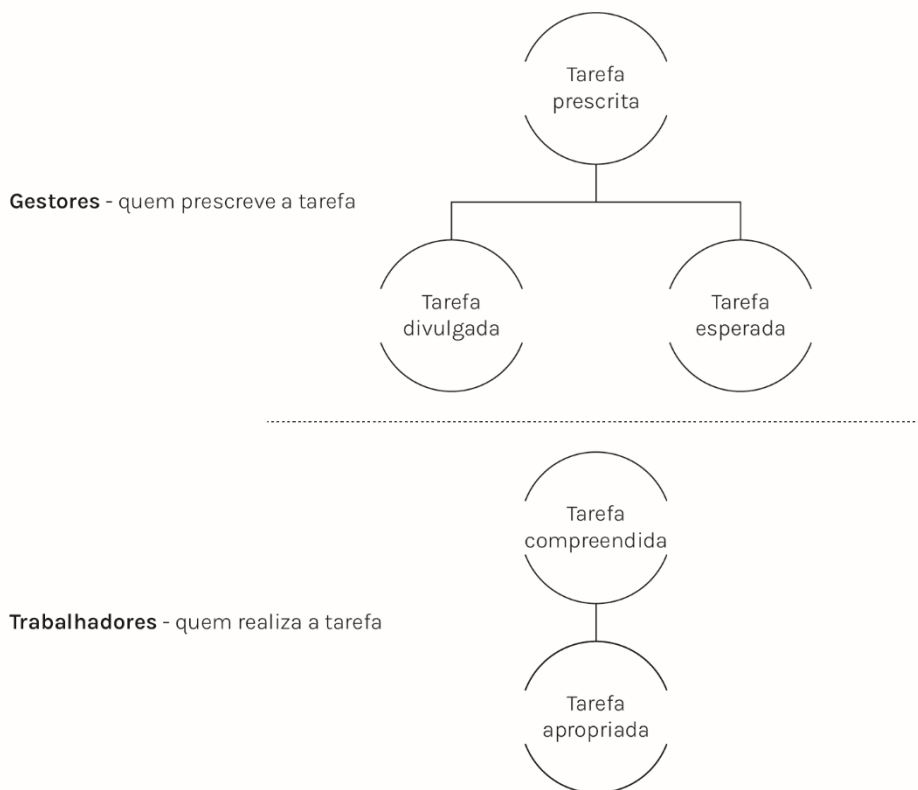 Tarefa
prescrita
Gestores - quem prescreve a tarefa
Tarefa
divulgada
Tarefa
esperada
Tarefa
compreendida
Trabalhadores - quem realiza a tarefa
Tarefa
apropriada